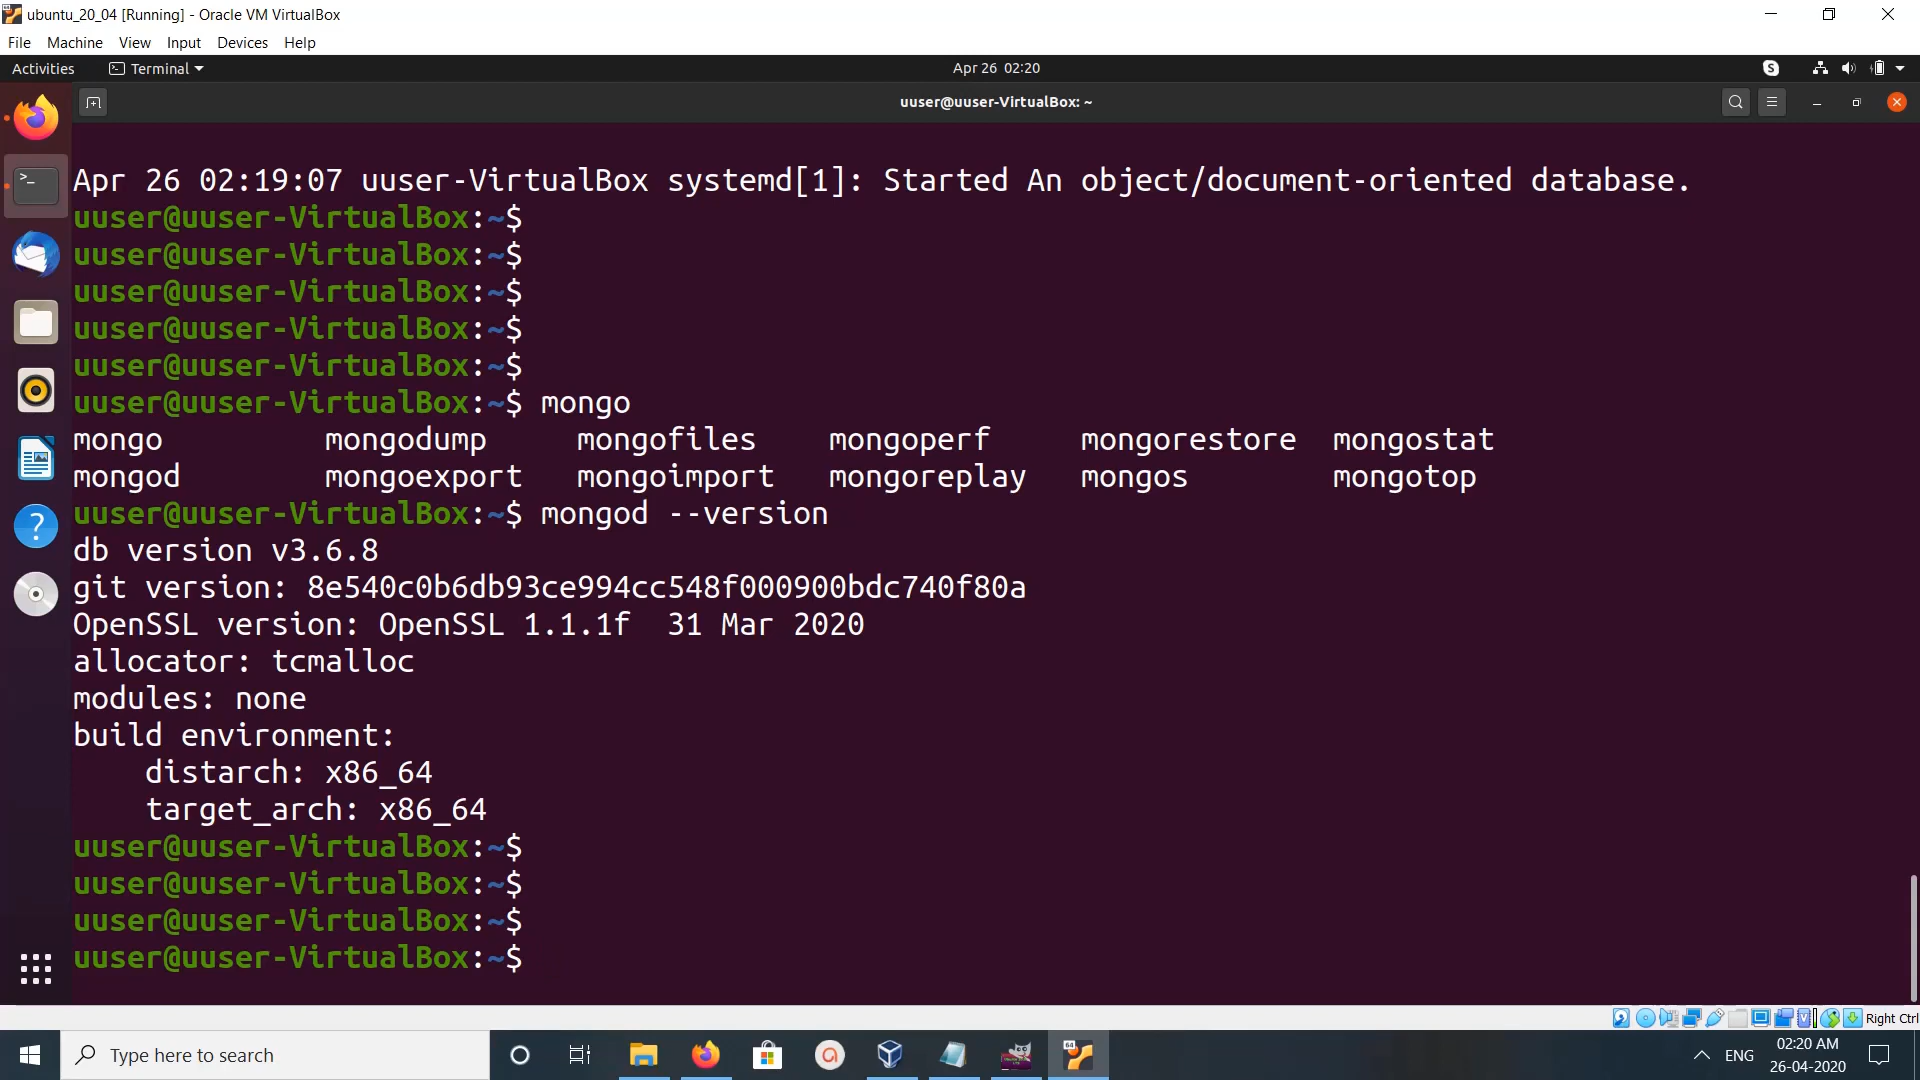 ubuntu_20_04 [Running] - Oracle VM VirtualBox
File Machine View Input Devices Help
Activities Terminal Apr 26 02:20
uuser@uuser-VirtualBox: ~
Apr 26 02:19:07 uuser-VirtualBox systemd[1]: Started An object/document-oriented database.
uuser@uuser-VirtualBox:~$
uuser@uuser-VirtualBox:~$
uuser@uuser-VirtualBox:~$
uuser@uuser-VirtualBox:~$
uuser@uuser-VirtualBox:~$
uuser@uuser-VirtualBox:~$ mongo
mongo mongodump mongofiles mongoperf mongorestore mongostat
mongod mongoexport mongoimport mongoreplay mongos mongotop
uuser@uuser-VirtualBox:~$ mongod --version
db version v3.6.8
git version: 8e540c0b6db93ce994cc548f000900bdc740f80a
OpenSSL version: OpenSSL 1.1.1f  31 Mar 2020
allocator: tcmalloc
modules: none
build environment:
    distarch: x86_64
    target_arch: x86_64
uuser@uuser-VirtualBox:~$
uuser@uuser-VirtualBox:~$
uuser@uuser-VirtualBox:~$
uuser@uuser-VirtualBox:~$
Right Ctrl
Type here to search
ENG
02:20 AM
26-04-2020